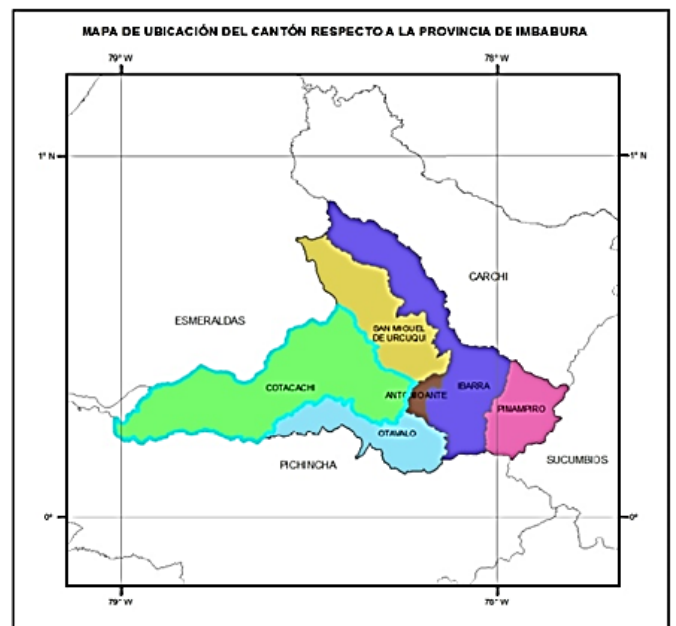 MAPA DE UBICACIÓN DEL CANTÓN RESPECTO A LA PROVINCIA DE IMBABURA
79° W
78° W
1° N
1° N
CARCHI
ESMERALDAS
SAN MIGUEL
DE URCUQUI
COTACACHI
ANTONIO ANTE
IBARRA
PIMAMPIRO
OTAVALO
PICHINCHA
SUCUMBIOS
0°
0°
79° W
78° W